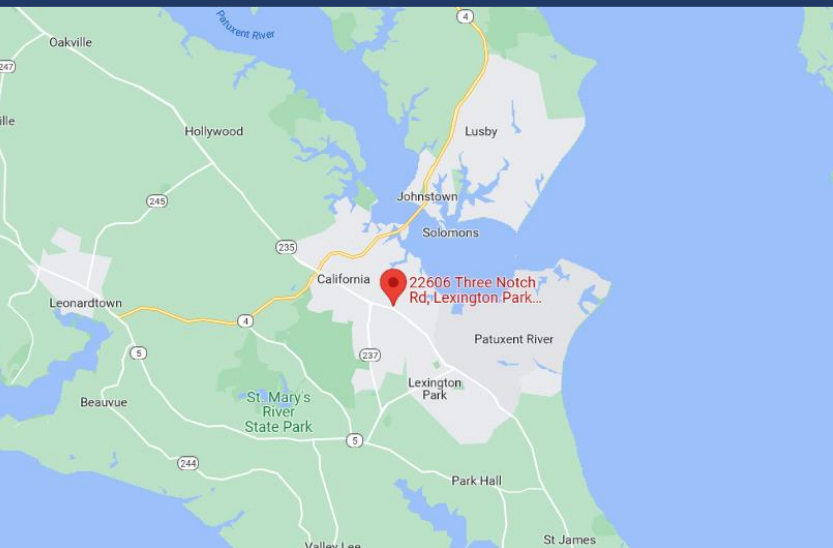 4
Patuxent River
Oakville
247
ille
Hollywood
Lusby
245
Johnstown
Solomons
235
California
22606 Three Notch
Rd, Lexington Park...
Leonardtown
4
Patuxent River
5
237
Lexington
Park
Beauvue
St. Mary's
River
State Park
5
244
Park Hall
St James
Valley Lee